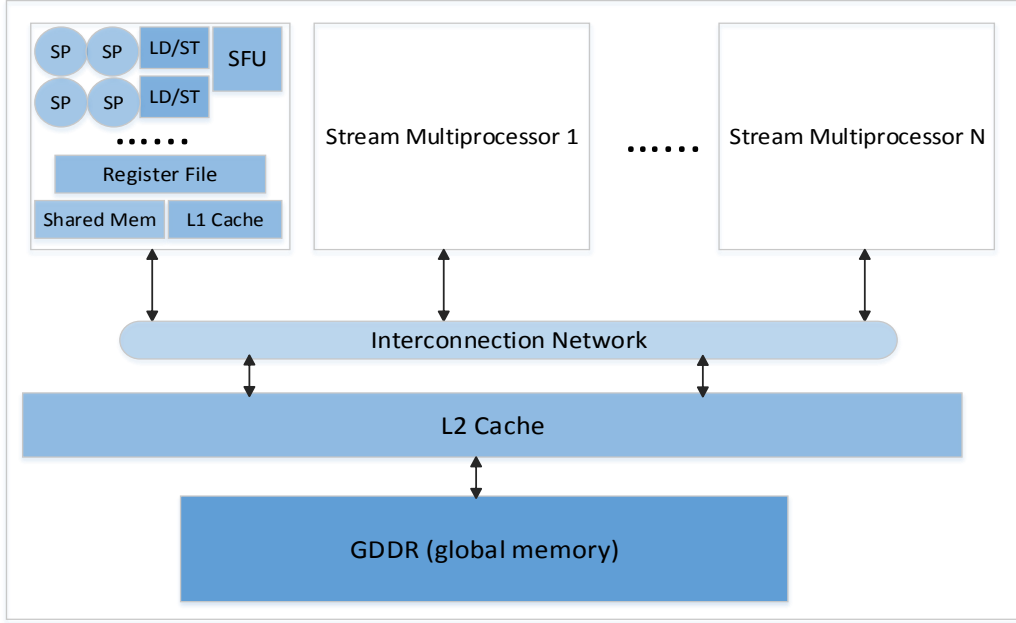 SP SP LD/ST SFU
SP SP LD/ST
......
Register File
Shared Mem L1 Cache
Stream Multiprocessor 1 ...... Stream Multiprocessor N
Interconnection Network
L2 Cache
GDDR (global memory)